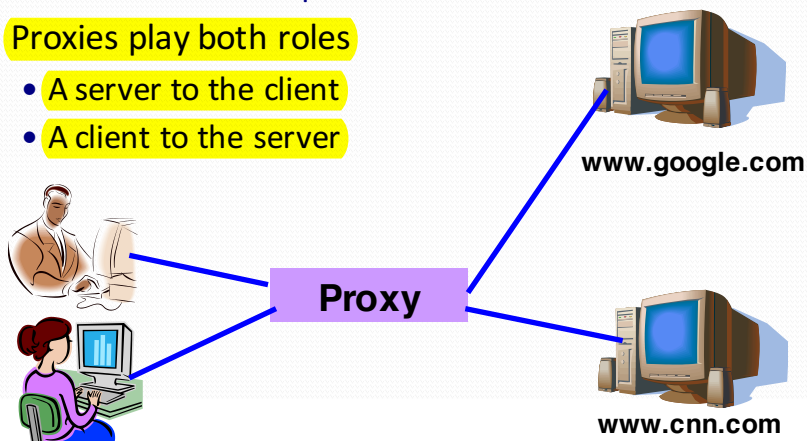 Proxies play both roles
• A server to the client
• A client to the server
www.google.com
Proxy
www.cnn.com